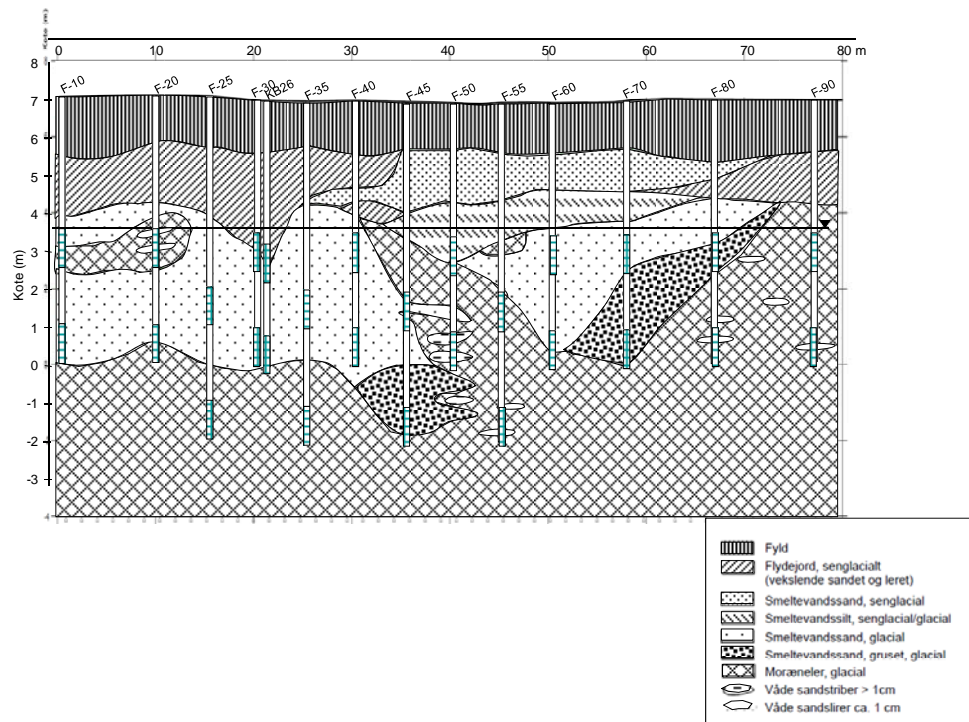 0 10 20 30 40 50 60 70 80 m
8
F-10 F-20 F-25 F-30 KB26 F-35 F-40 F-45 F-50 F-55 F-60 F-70 F-80 F-90
7
6
5
4
3
2
1
0
-1
-2
-3
-4
Kote (m)
Fyld
Flydejord, senglacialt
(vekslende sandet og leret)
Smeltevandssand, senglacial
Smeltevandssilt, senglacial/glacial
Smeltevandssand, glacial
Smeltevandssand, gruset, glacial
Moræneler, glacial
Våde sandstriber > 1cm
Våde sandslirer ca. 1 cm